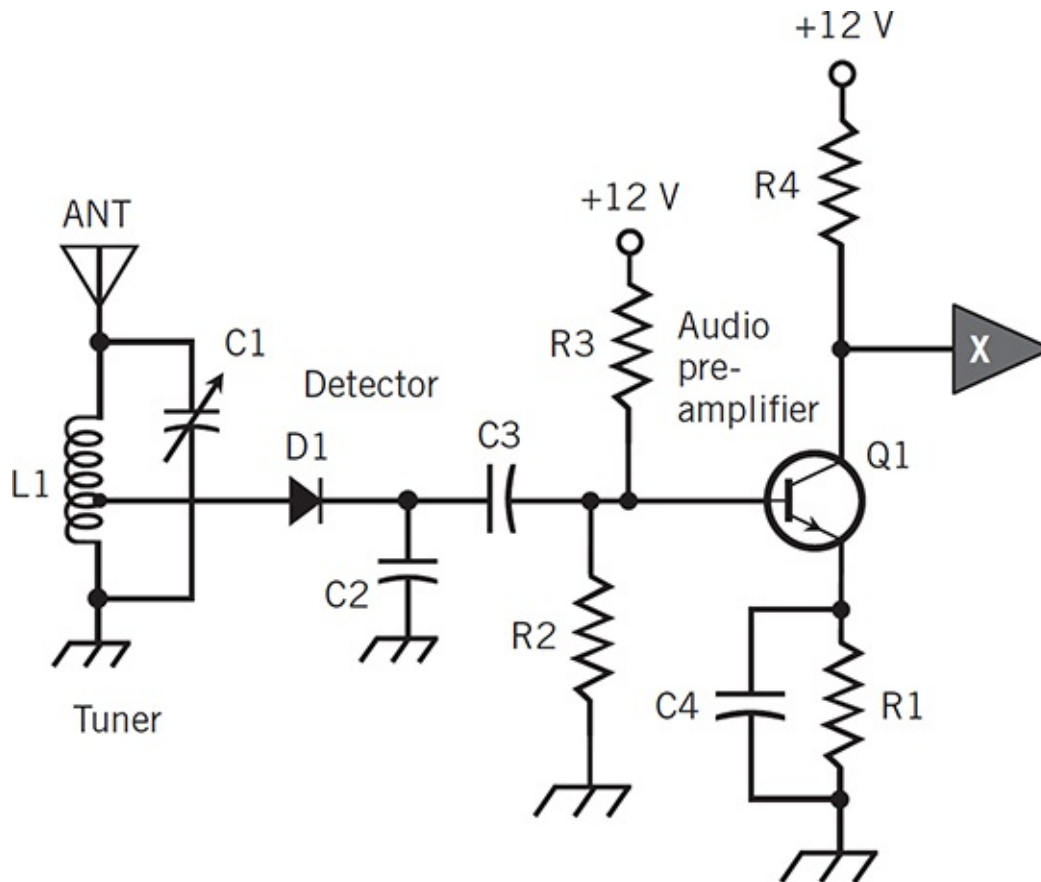 +12 V
R4
+12 V
ANT
R3
Audio
pre-
amplifier
X
C1
Detector
C3
Q1
D1
L1
C2
R2
C4
R1
Tuner